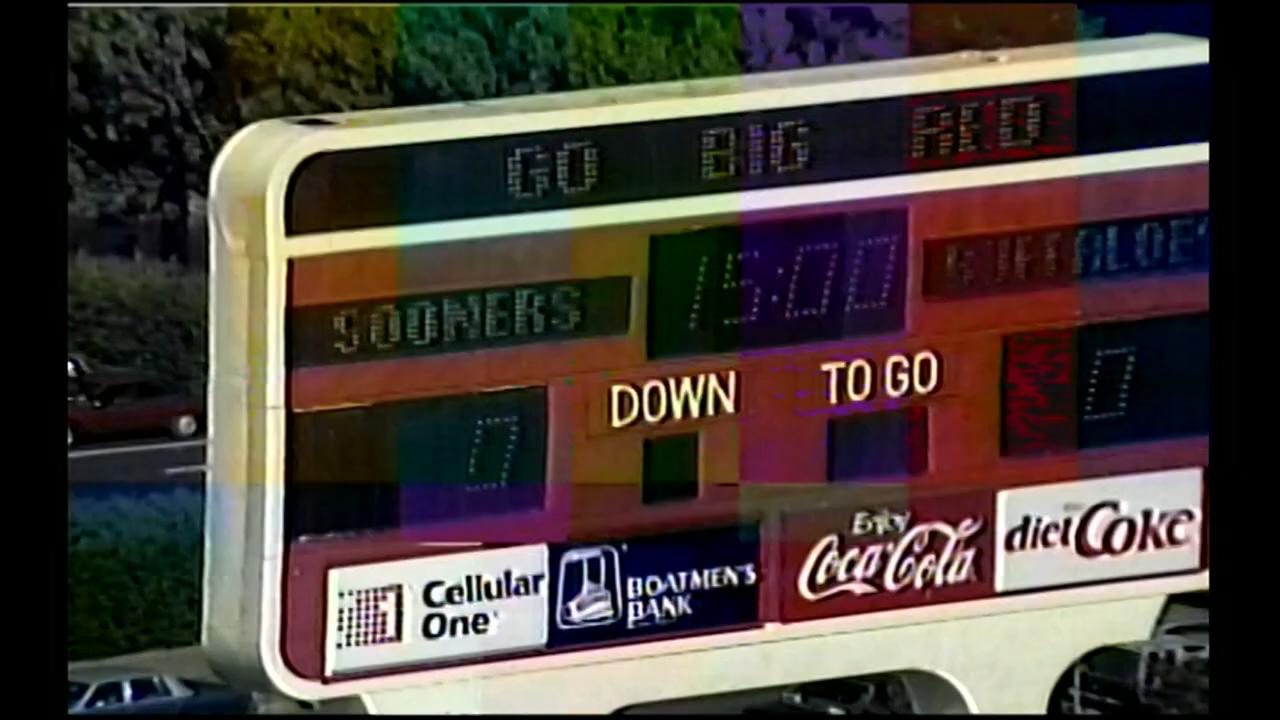 GO BIG RED
SOONERS
15:00
BUFFALOES
DOWN
TO GO
0
0
Cellular
One
BOATMEN'S
BANK
Enjoy
Coca-Cola
diet Coke